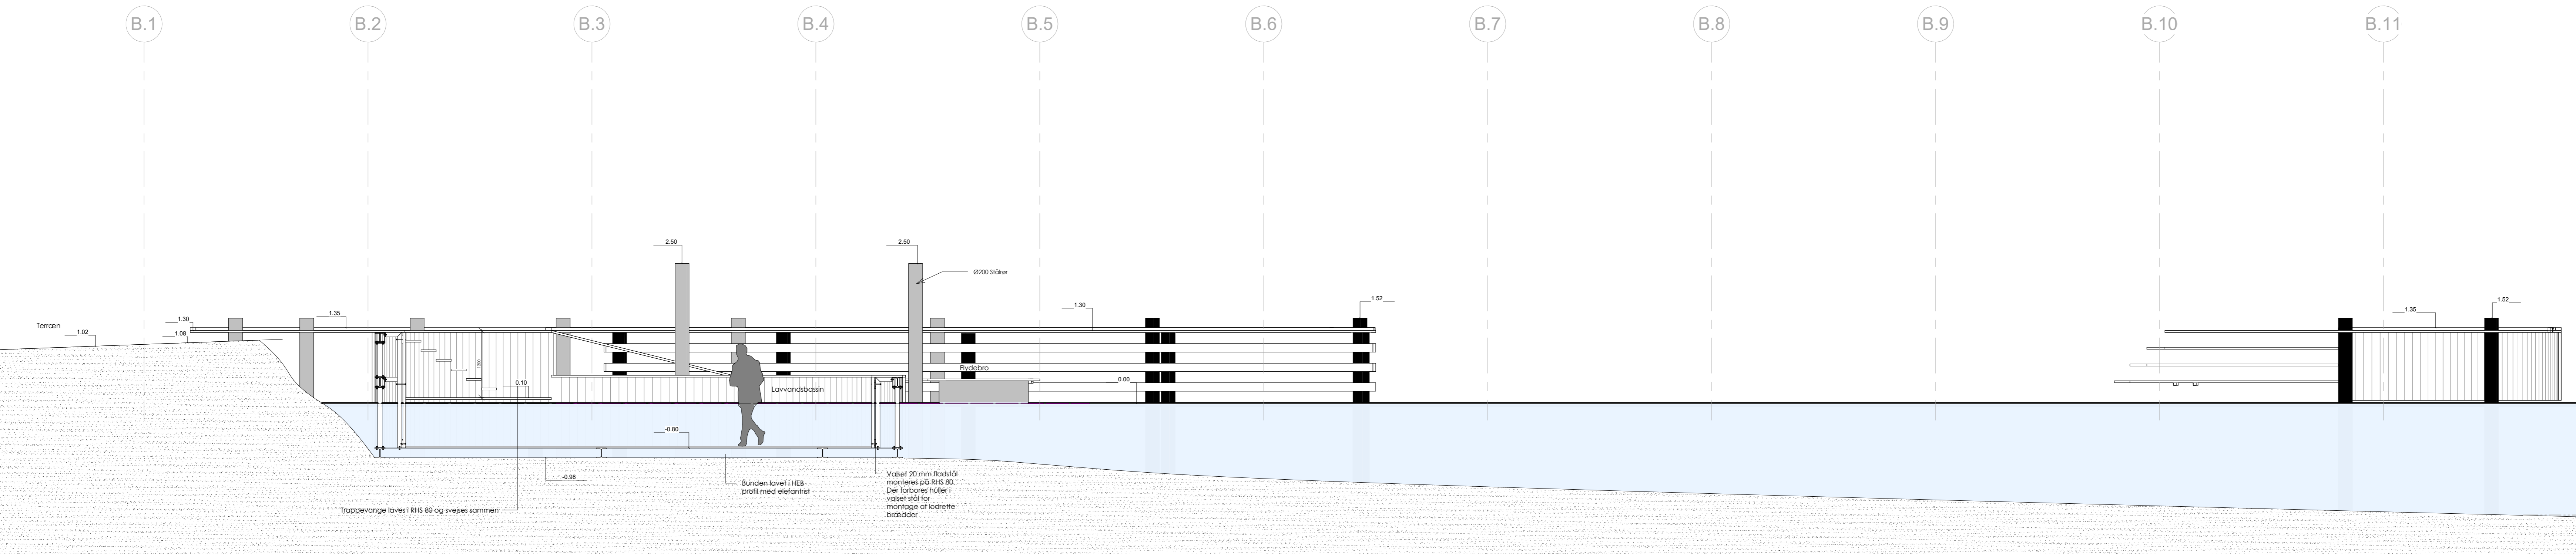 B.1
B.2
B.3
B.4
B.5
B.6
B.7
B.8
B.9
B.10
B.11
2.50
2.50
Ø200 Stålrør
1.52
1.52
1.30
1.35
1.30
1.35
Terræn
1.02
1.08
1200
Flydebro
0.10
Lavvandsbassin
0.00
-0.80
-0.98
Bunden lavet i HEB
profil med elefantrist
Valset 20 mm fladstål
monteres på RHS 80.
Der forbores huller i
valset stål for
montage af lodrette
brædder
Trappevange laves i RHS 80 og svejses sammen